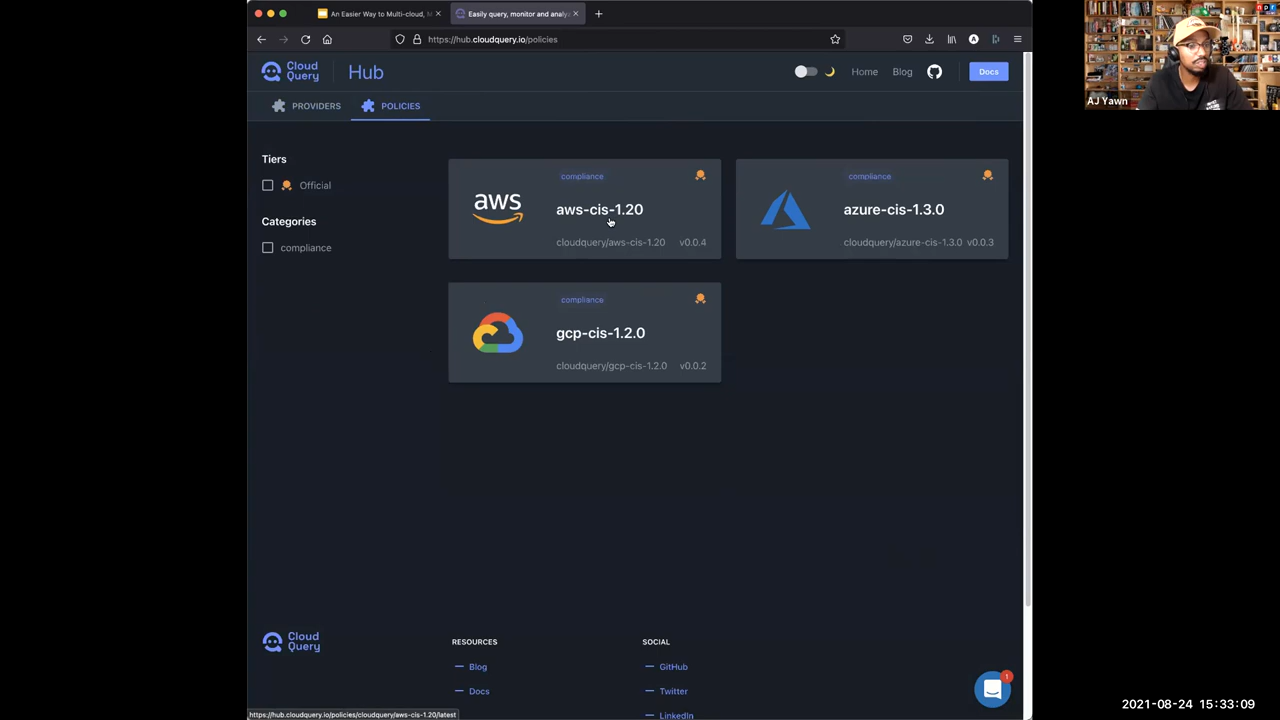 An Easier Way to Multi-cloud,
Easily query, monitor and analyz
https://hub.cloudquery.io/policies
Cloud
Query
Hub
Home
Blog
Docs
PROVIDERS
POLICIES
AJ Yawn
Tiers
Official
Categories
compliance
compliance
aws
aws-cis-1.20
cloudquery/aws-cis-1.20 v0.0.4
compliance
azure-cis-1.3.0
cloudquery/azure-cis-1.3.0 v0.0.3
compliance
gcp-cis-1.2.0
cloudquery/gcp-cis-1.2.0 v0.0.2
Cloud
Query
RESOURCES
Blog
Docs
SOCIAL
GitHub
Twitter
LinkedIn
1
https://hub.cloudquery.io/policies/cloudquery/aws-cis-1.20/latest
2021-08-24 15:33:09